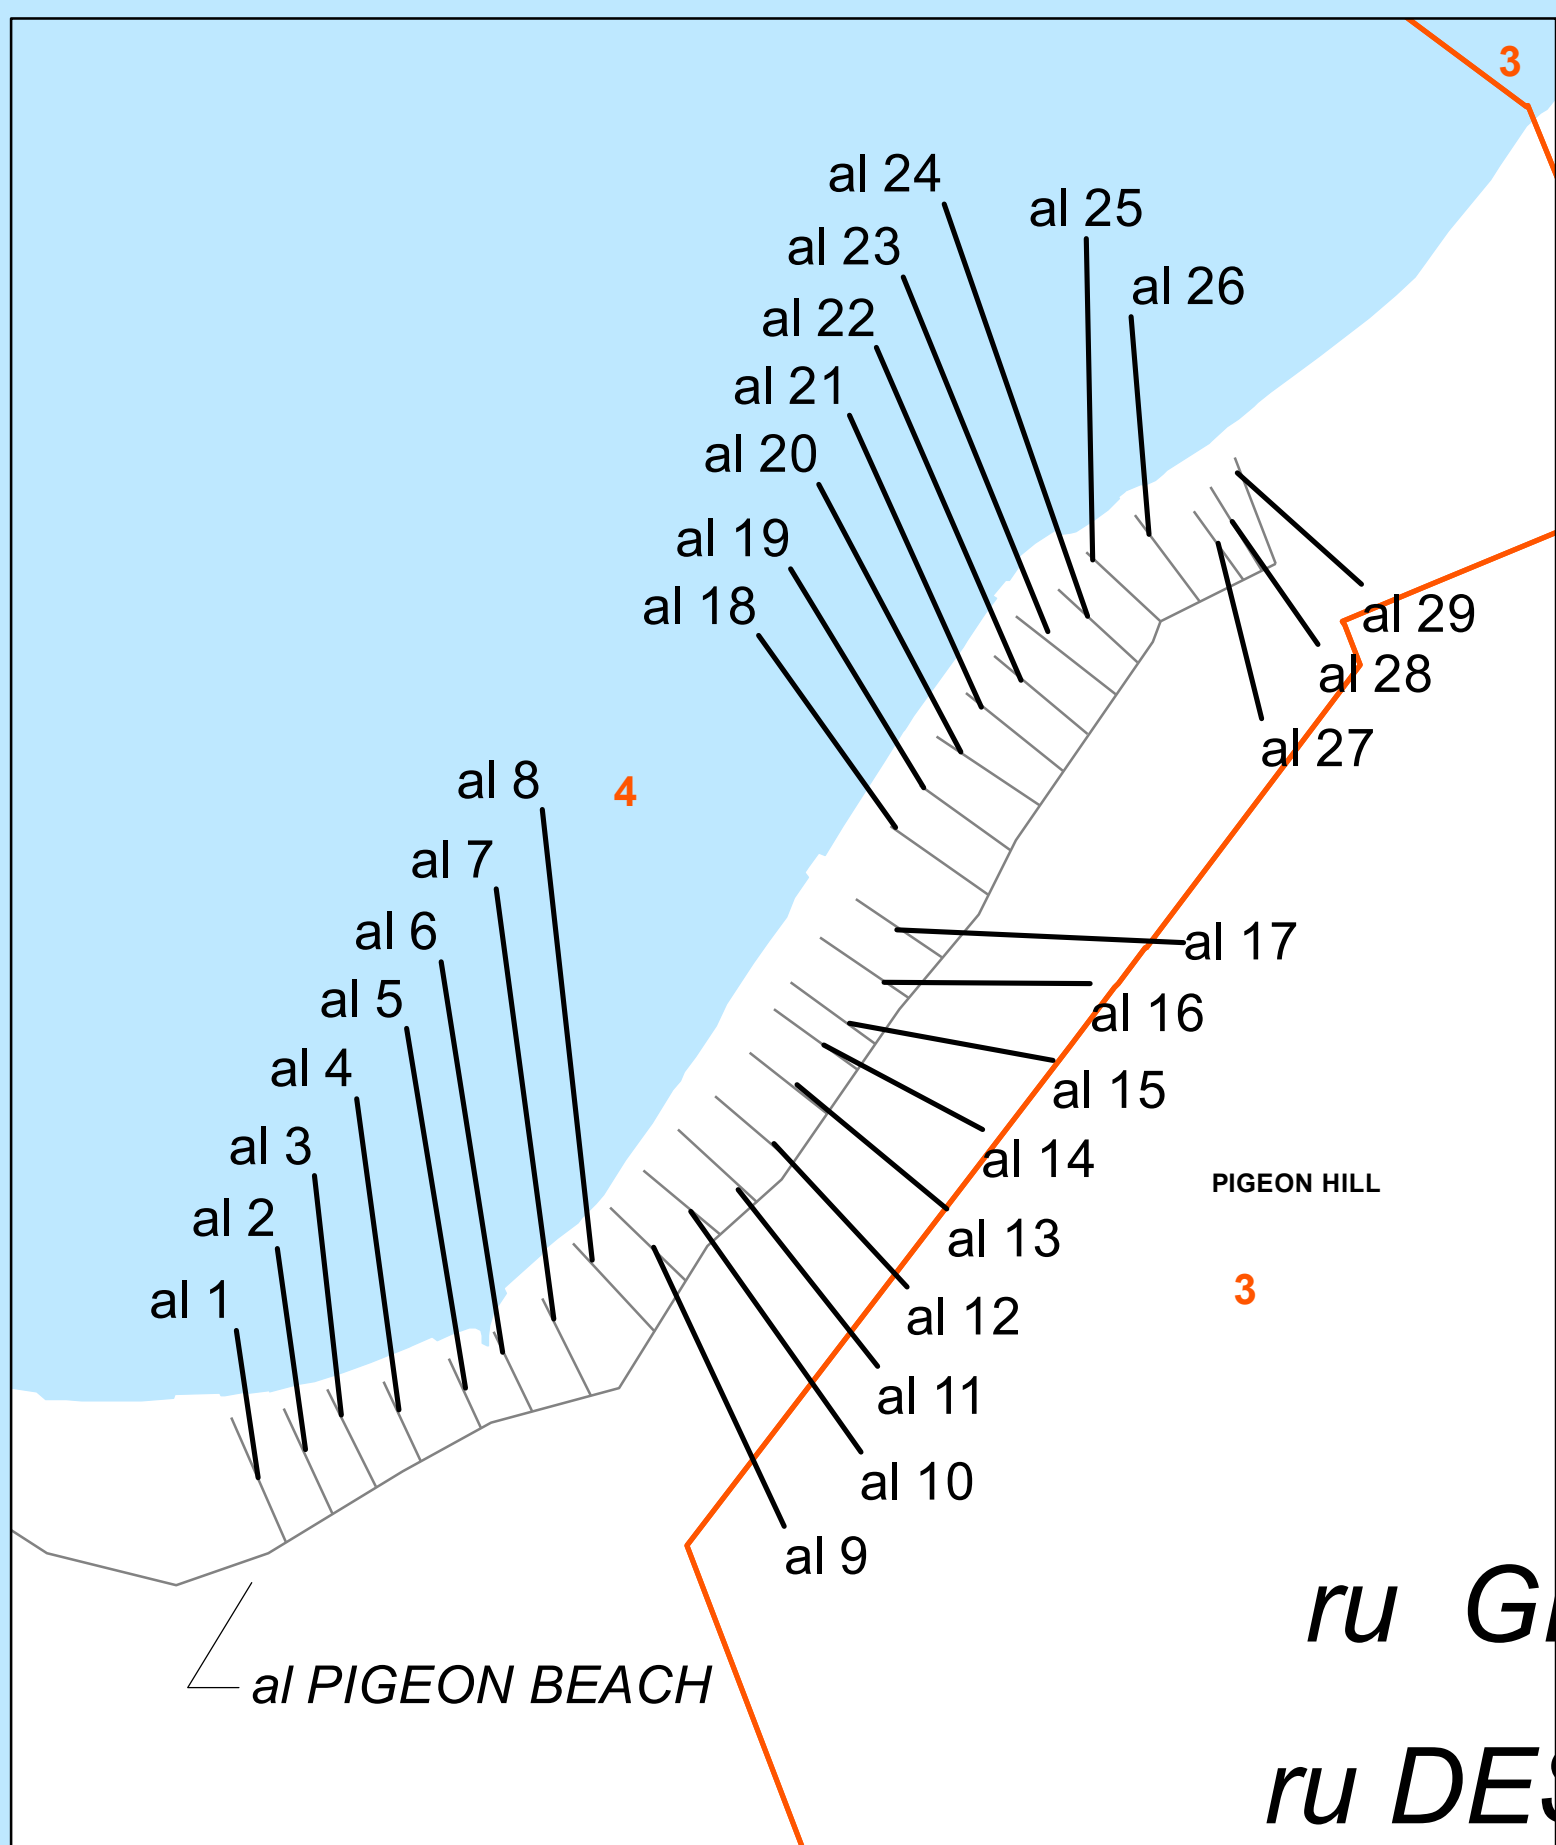 3
al 24
al 25
al 23
al 26
al 22
al 21
al 20
al 19
al 18
al 29
al 28
al 27
al 8
4
al 7
al 6
al 17
al 5
al 16
al 4
al 15
al 3
al 14
PIGEON HILL
al 2
al 13
3
al 1
al 12
al 11
al 10
al 9
ru G
al PIGEON BEACH
ru DES